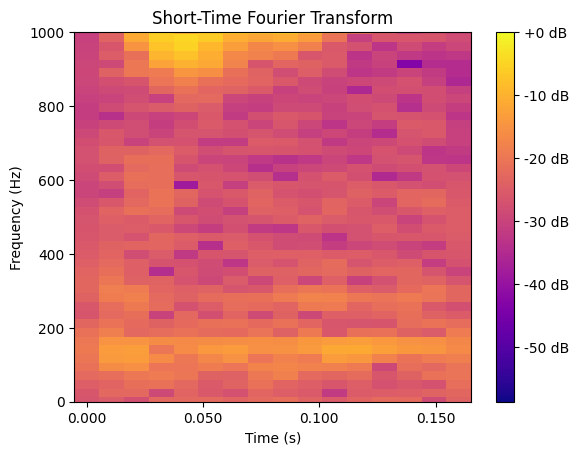 Short-Time Fourier Transform
1000
800
600
400
200
0
Frequency (Hz)
0.000
0.050
0.100
0.150
Time (s)
+0 dB
-10 dB
-20 dB
-30 dB
-40 dB
-50 dB